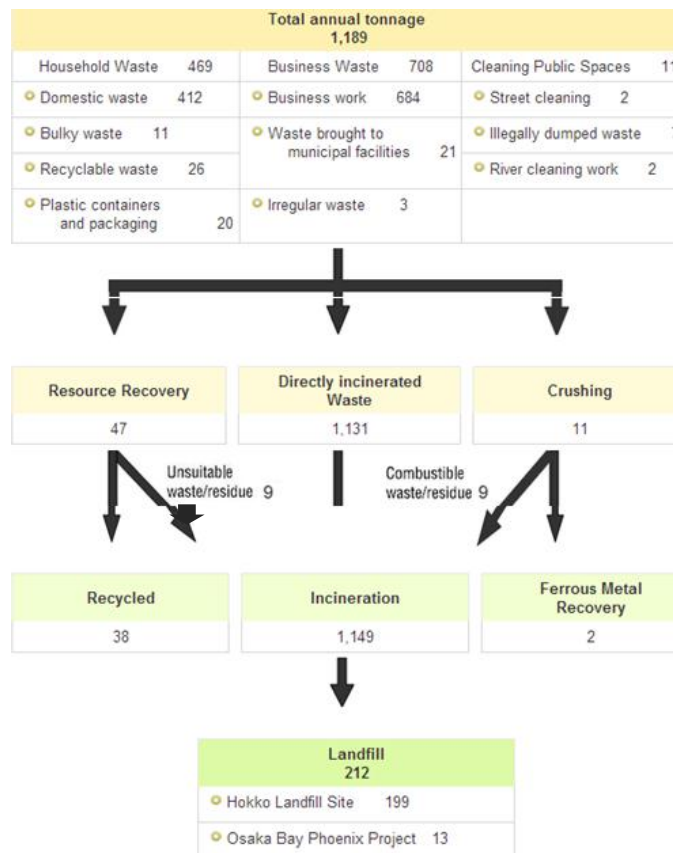 Total annual tonnage
1,189
Household Waste 469
Business Waste 708
Cleaning Public Spaces 11
Domestic waste 412
Business work 684
Street cleaning 2
Bulky waste 11
Waste brought to
municipal facilities 21
Illegally dumped waste
Recyclable waste 26
River cleaning work 2
Plastic containers
and packaging 20
Irregular waste 3
Resource Recovery
47
Directly incinerated
Waste
1,131
Crushing
11
Unsuitable
waste/residue 9
Combustible
waste/residue 9
Recycled
38
Incineration
1,149
Ferrous Metal
Recovery
2
Landfill
212
Hokko Landfill Site 199
Osaka Bay Phoenix Project 13